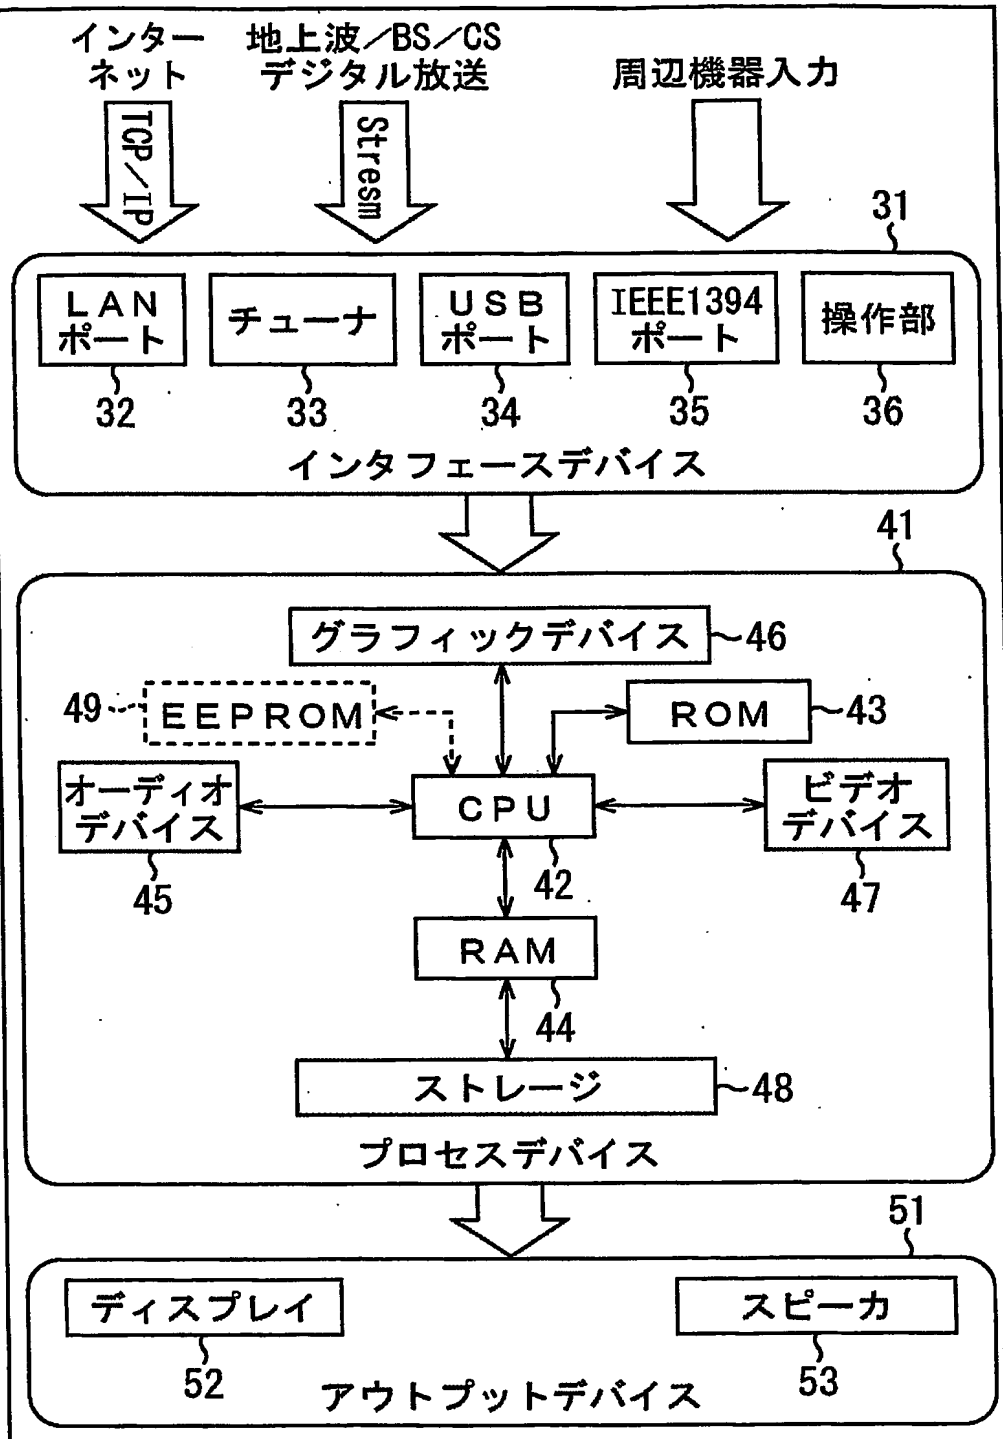 インター
ネット
地上波／BS／CS
デジタル放送
周辺機器入力
TCP／IP
Stresm
31
LAN
ポート
チューナ
USB
ポート
IEEE1394
ポート
操作部
32
33
34
35
36
インタフェースデバイス
41
グラフィックデバイス
46
49
EEPROM
ROM
43
オーディオ
デバイス
CPU
ビデオ
デバイス
45
42
47
RAM
44
ストレージ
48
プロセスデバイス
51
ディスプレイ
スピーカ
52
53
アウトプットデバイス